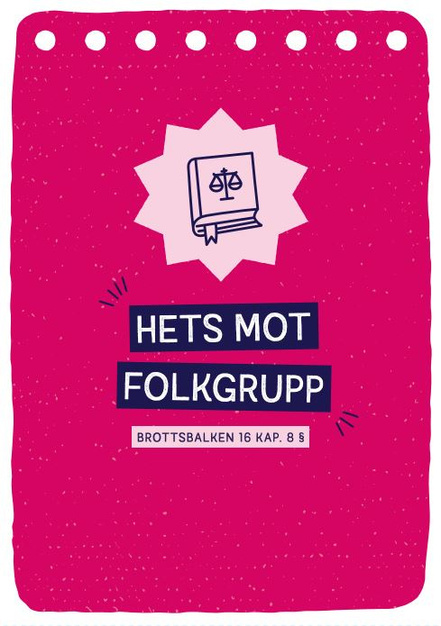 HETS MOT
FOLKGRUPP
BROTTSBALKEN 16 KAP. 8 §